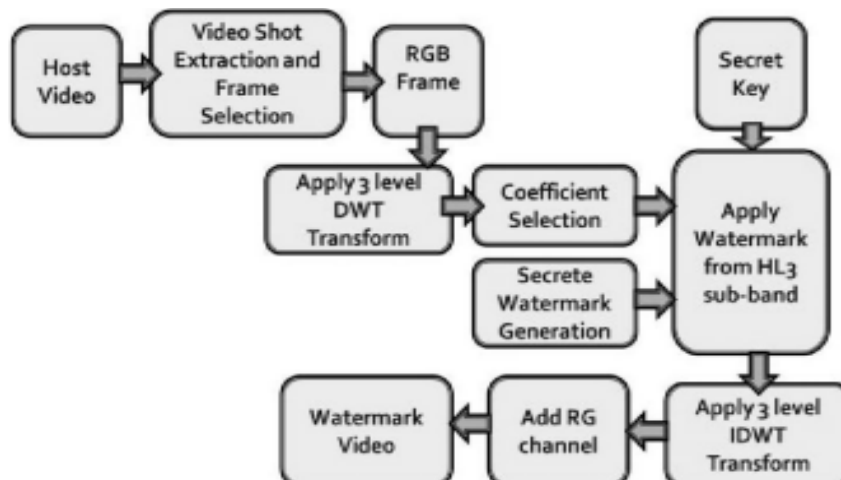 Host
Video
Video Shot
Extraction and
Frame
Selection
RGB
Frame
Secret
Key
Apply 3 level
DWT
Transform
Coefficient
Selection
Secrete
Watermark
Generation
Apply
Watermark
from HL3
sub-band
Apply 3 level
IDWT
Transform
Add RG
channel
Watermark
Video